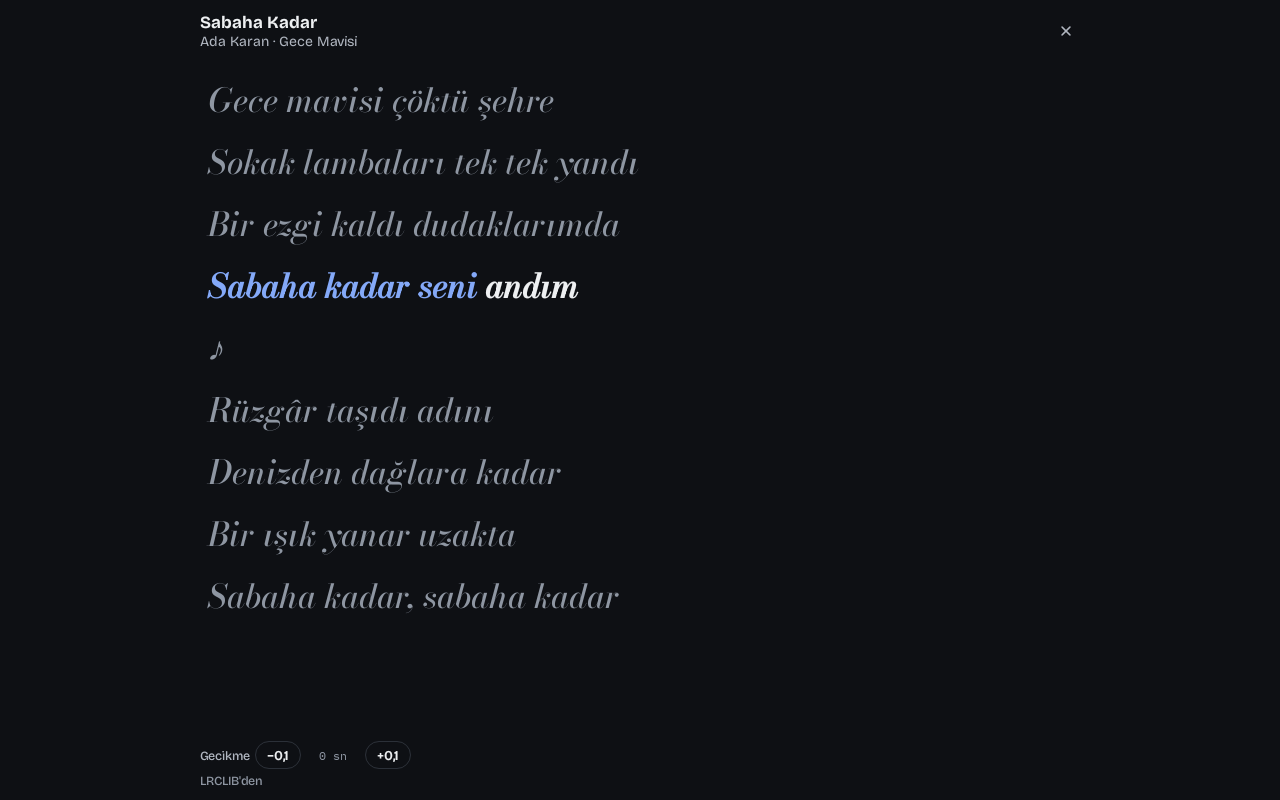 Sabaha Kadar
Ada Karan · Gece Mavisi
×
Gece mavisi çöktü şehre
Sokak lambaları tek tek yandı
Bir ezgi kaldı dudaklarımda
Sabaha kadar seni andım
♪
Rüzgâr taşıdı adını
Denizden dağlara kadar
Bir ışık yanar uzakta
Sabaha kadar, sabaha kadar
Gecikme −0,1 0 sn +0,1
LRCLIB'den